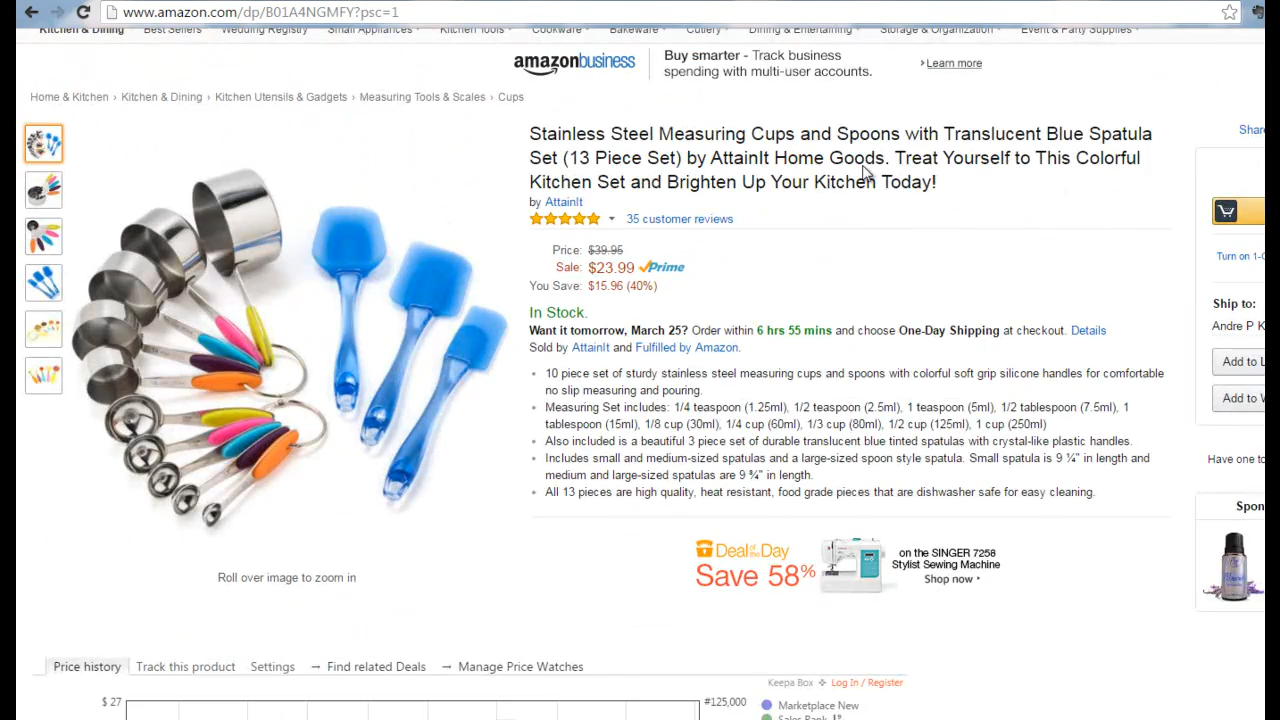 www.amazon.com/dp/B01A4NGMFY?psc=1
Kitchen & Dining Best Sellers Wedding Registry Small Appliances Kitchen Tools Cookware Bakeware Cutlery Dining & Entertaining Storage & Organization Event & Party Supplies
amazonbusiness
Buy smarter - Track business
spending with multi-user accounts.
› Learn more
Home & Kitchen › Kitchen & Dining › Kitchen Utensils & Gadgets › Measuring Tools & Scales › Cups
Stainless Steel Measuring Cups and Spoons with Translucent Blue Spatula
Set (13 Piece Set) by AttainIt Home Goods. Treat Yourself to This Colorful
Kitchen Set and Brighten Up Your Kitchen Today!
by AttainIt
35 customer reviews
Price: $39.95
Sale: $23.99 Prime
You Save: $15.96 (40%)
In Stock.
Want it tomorrow, March 25? Order within 6 hrs 55 mins and choose One-Day Shipping at checkout. Details
Sold by AttainIt and Fulfilled by Amazon.
• 10 piece set of sturdy stainless steel measuring cups and spoons with colorful soft grip silicone handles for comfortable
no slip measuring and pouring.
• Measuring Set includes: 1/4 teaspoon (1.25ml), 1/2 teaspoon (2.5ml), 1 teaspoon (5ml), 1/2 tablespoon (7.5ml), 1
tablespoon (15ml), 1/8 cup (30ml), 1/4 cup (60ml), 1/3 cup (80ml), 1/2 cup (125ml), 1 cup (250ml)
• Also included is a beautiful 3 piece set of durable translucent blue tinted spatulas with crystal-like plastic handles.
• Includes small and medium-sized spatulas and a large-sized spoon style spatula. Small spatula is 9 ¼" in length and
medium and large-sized spatulas are 9 ¾" in length.
• All 13 pieces are high quality, heat resistant, food grade pieces that are dishwasher safe for easy cleaning.
Roll over image to zoom in
Deal of the Day
Save 58%
on the SINGER 7258
Stylist Sewing Machine
Shop now ›
Share
Turn on 1-C
Ship to:
Andre P K
Add to L
Add to W
Have one to
Spon
Price history Track this product Settings → Find related Deals → Manage Price Watches
Keepa Box Log In / Register
$ 27
#125,000
Marketplace New
Sales Rank